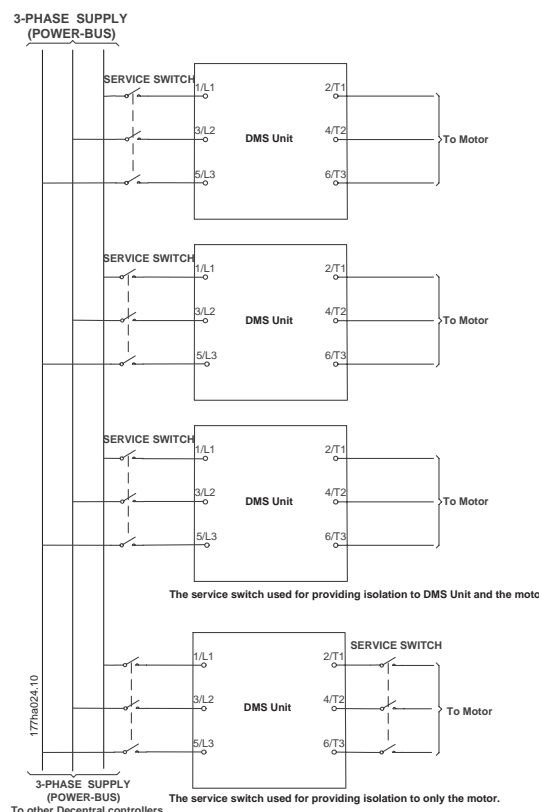 3-PHASE SUPPLY
(POWER-BUS)
SERVICE SWITCH
1/L1
2/T1
3/L2
DMS Unit
4/T2
To Motor
5/L3
6/T3
SERVICE SWITCH
1/L1
2/T1
3/L2
DMS Unit
4/T2
To Motor
5/L3
6/T3
SERVICE SWITCH
1/L1
2/T1
3/L2
DMS Unit
4/T2
To Motor
5/L3
6/T3
The service switch used for providing isolation to DMS Unit and the moto
SERVICE SWITCH
1/L1
2/T1
3/L2
DMS Unit
4/T2
To Motor
5/L3
6/T3
177ha024.10
3-PHASE SUPPLY
(POWER-BUS)
To other Decentral controllers
The service switch used for providing isolation to only the motor.